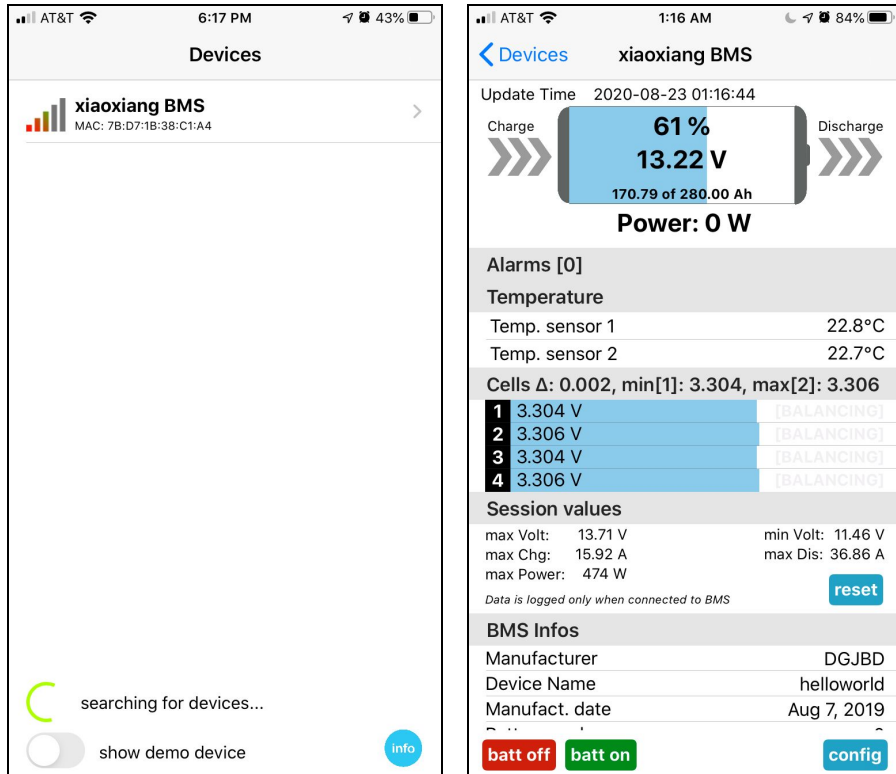 AT&T 6:17 PM 43%
Devices
xiaoxiang BMS
MAC: 7B:D7:1B:38:C1:A4
searching for devices...
show demo device
info
AT&T 1:16 AM 84%
Devices xiaoxiang BMS
Update Time 2020-08-23 01:16:44
Charge 61 % Discharge
13.22 V
170.79 of 280.00 Ah
Power: 0 W
Alarms [0]
Temperature
Temp. sensor 1 22.8°C
Temp. sensor 2 22.7°C
Cells Δ: 0.002, min[1]: 3.304, max[2]: 3.306
1 3.304 V [BALANCING]
2 3.306 V [BALANCING]
3 3.304 V [BALANCING]
4 3.306 V [BALANCING]
Session values
max Volt: 13.71 V min Volt: 11.46 V
max Chg: 15.92 A max Dis: 36.86 A
max Power: 474 W
reset
Data is logged only when connected to BMS
BMS Infos
Manufacturer DGJBD
Device Name helloworld
Manufact. date Aug 7, 2019
batt off batt on config